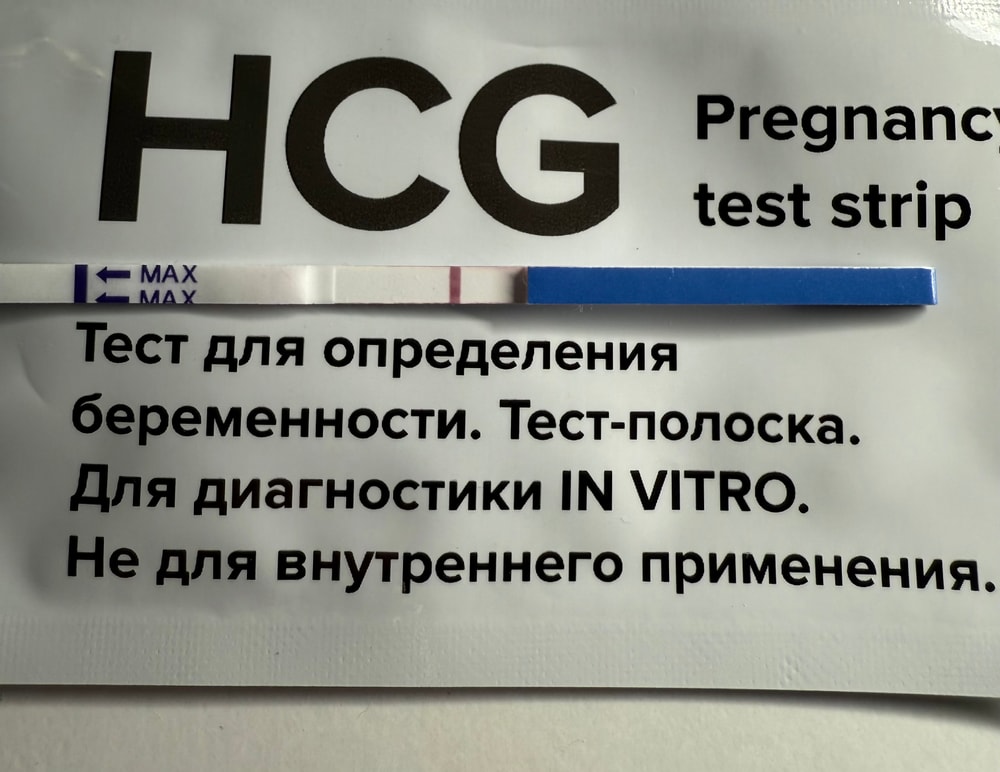 HCG
Pregnancy
test strip
MAX
MAX
Тест для определения
беременности. Тест-полоска.
Для диагностики IN VITRO.
Не для внутреннего применения.